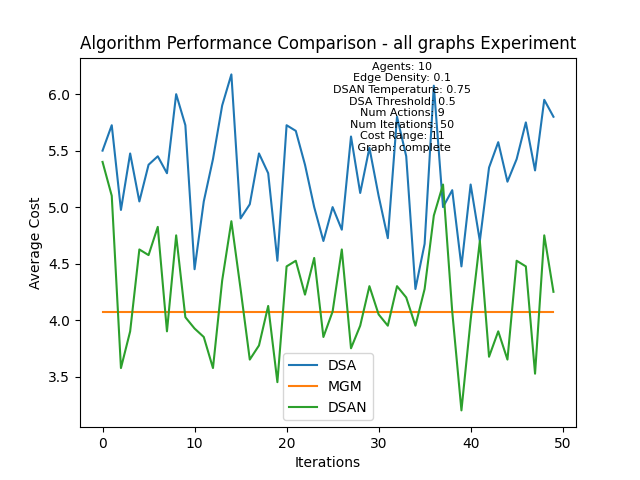 Algorithm Performance Comparison - all graphs Experiment
Agents: 10
Edge Density: 0.1
DSAN Temperature: 0.75
DSA Threshold: 0.5
Num Actions: 9
Num Iterations: 50
Cost Range: 11
Graph: complete
6.0
5.5
5.0
4.5
4.0
3.5
Average Cost
DSA
MGM
DSAN
0
10
20
30
40
50
Iterations